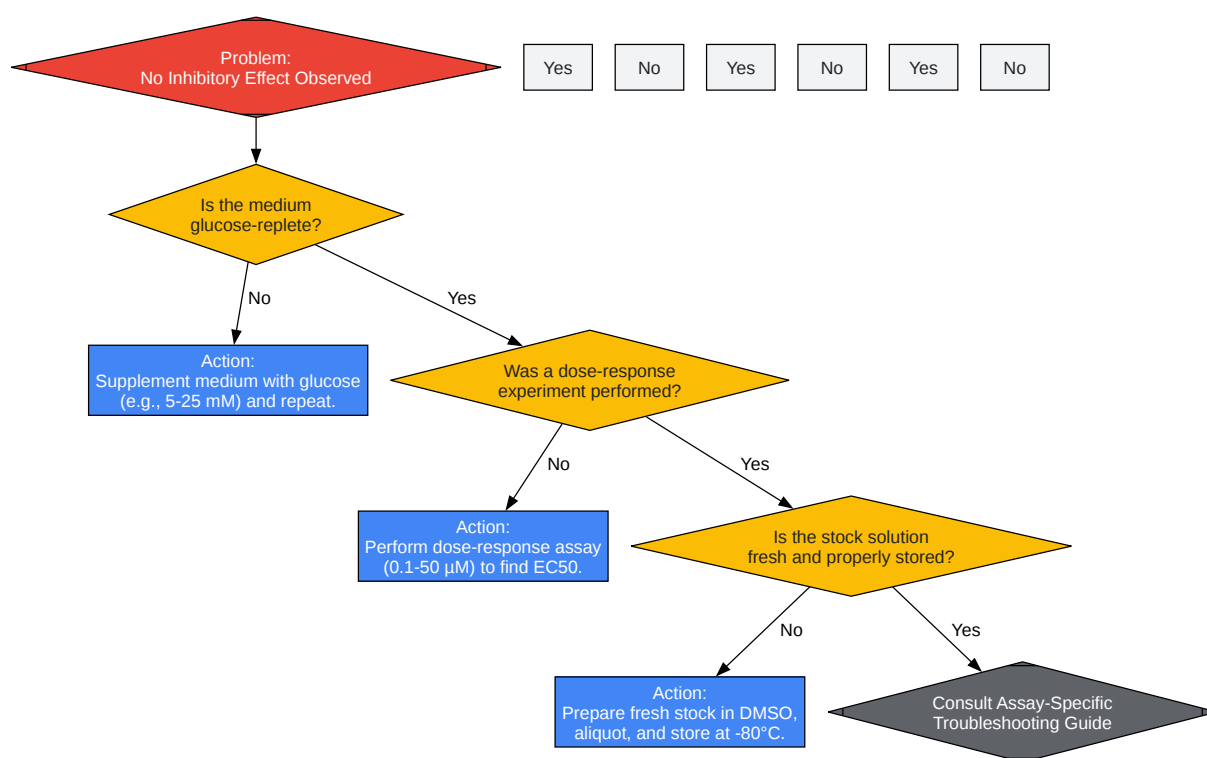 Problem:
No Inhibitory Effect Observed
Yes
No
Yes
No
Yes
No
Is the medium
glucose-replete?
No
Yes
Action:
Supplement medium with glucose
(e.g., 5-25 mM) and repeat.
Was a dose-response
experiment performed?
No
Yes
Action:
Perform dose-response assay
(0.1-50 µM) to find EC50.
Is the stock solution
fresh and properly stored?
No
Yes
Action:
Prepare fresh stock in DMSO,
aliquot, and store at -80°C.
Consult Assay-Specific
Troubleshooting Guide